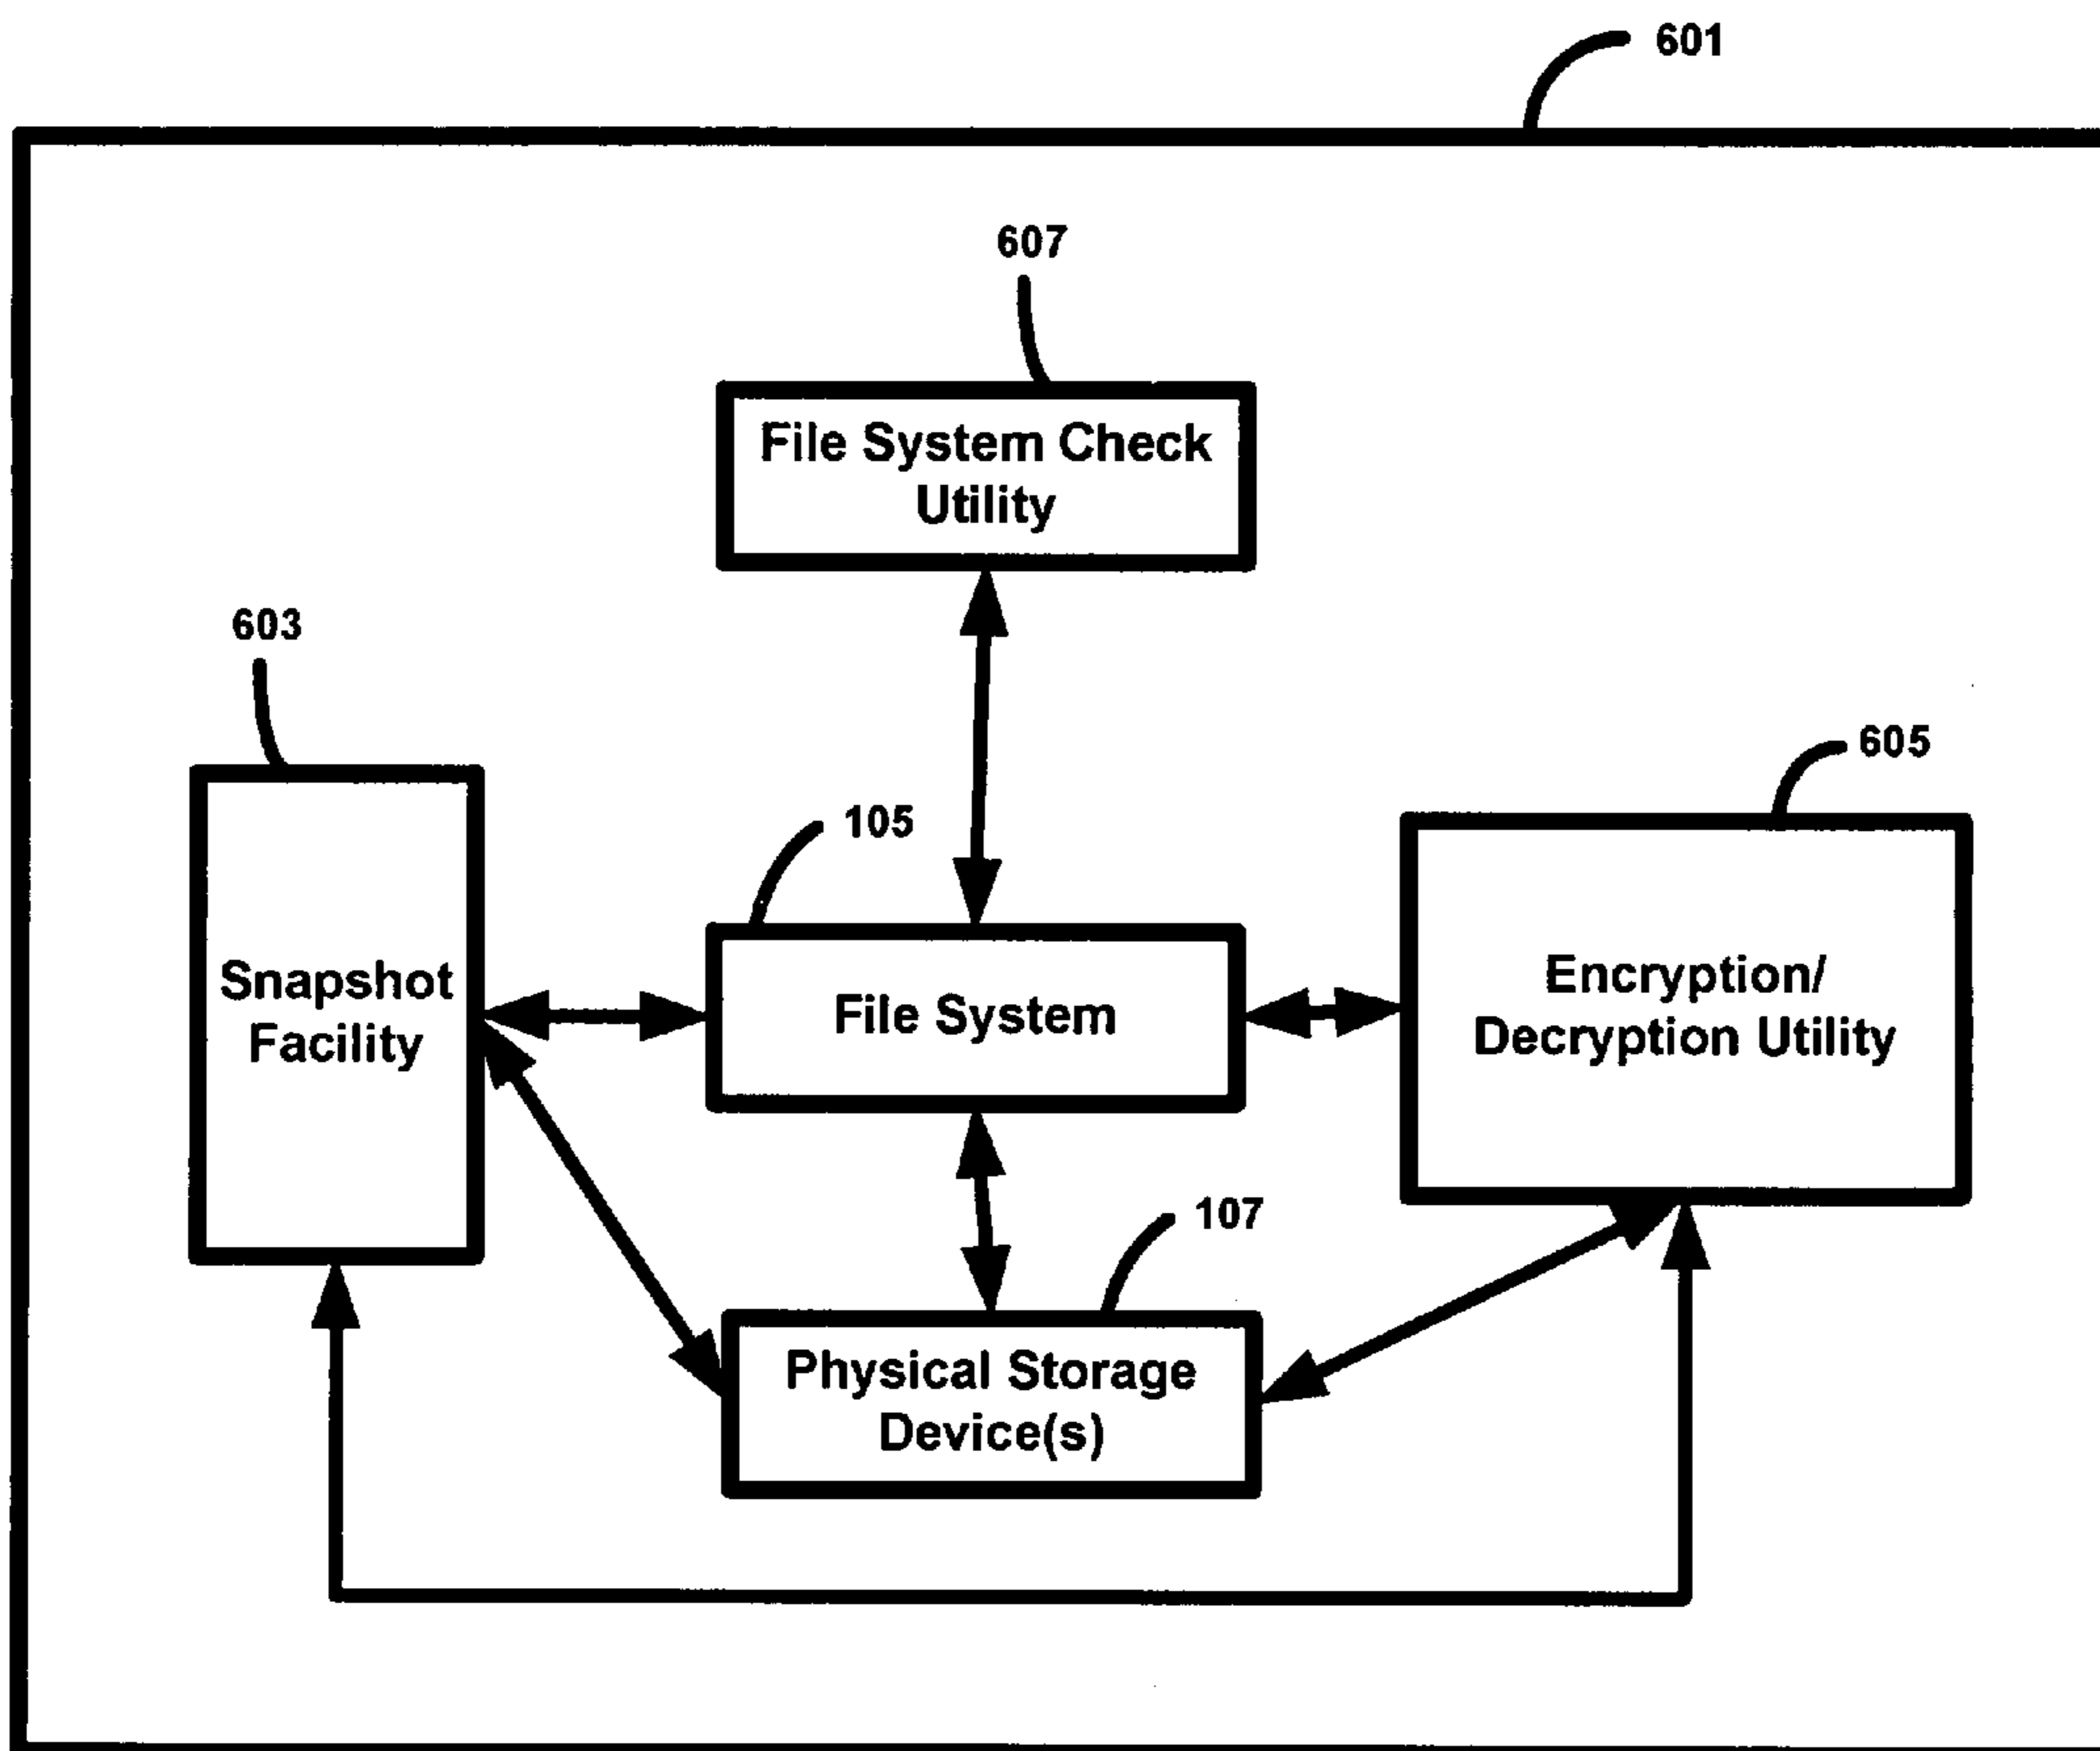 601
607
File System Check
Utility
603
605
105
Snapshot
Facility
File System
Encryption/
Decryption Utility
107
Physical Storage
Device(s)